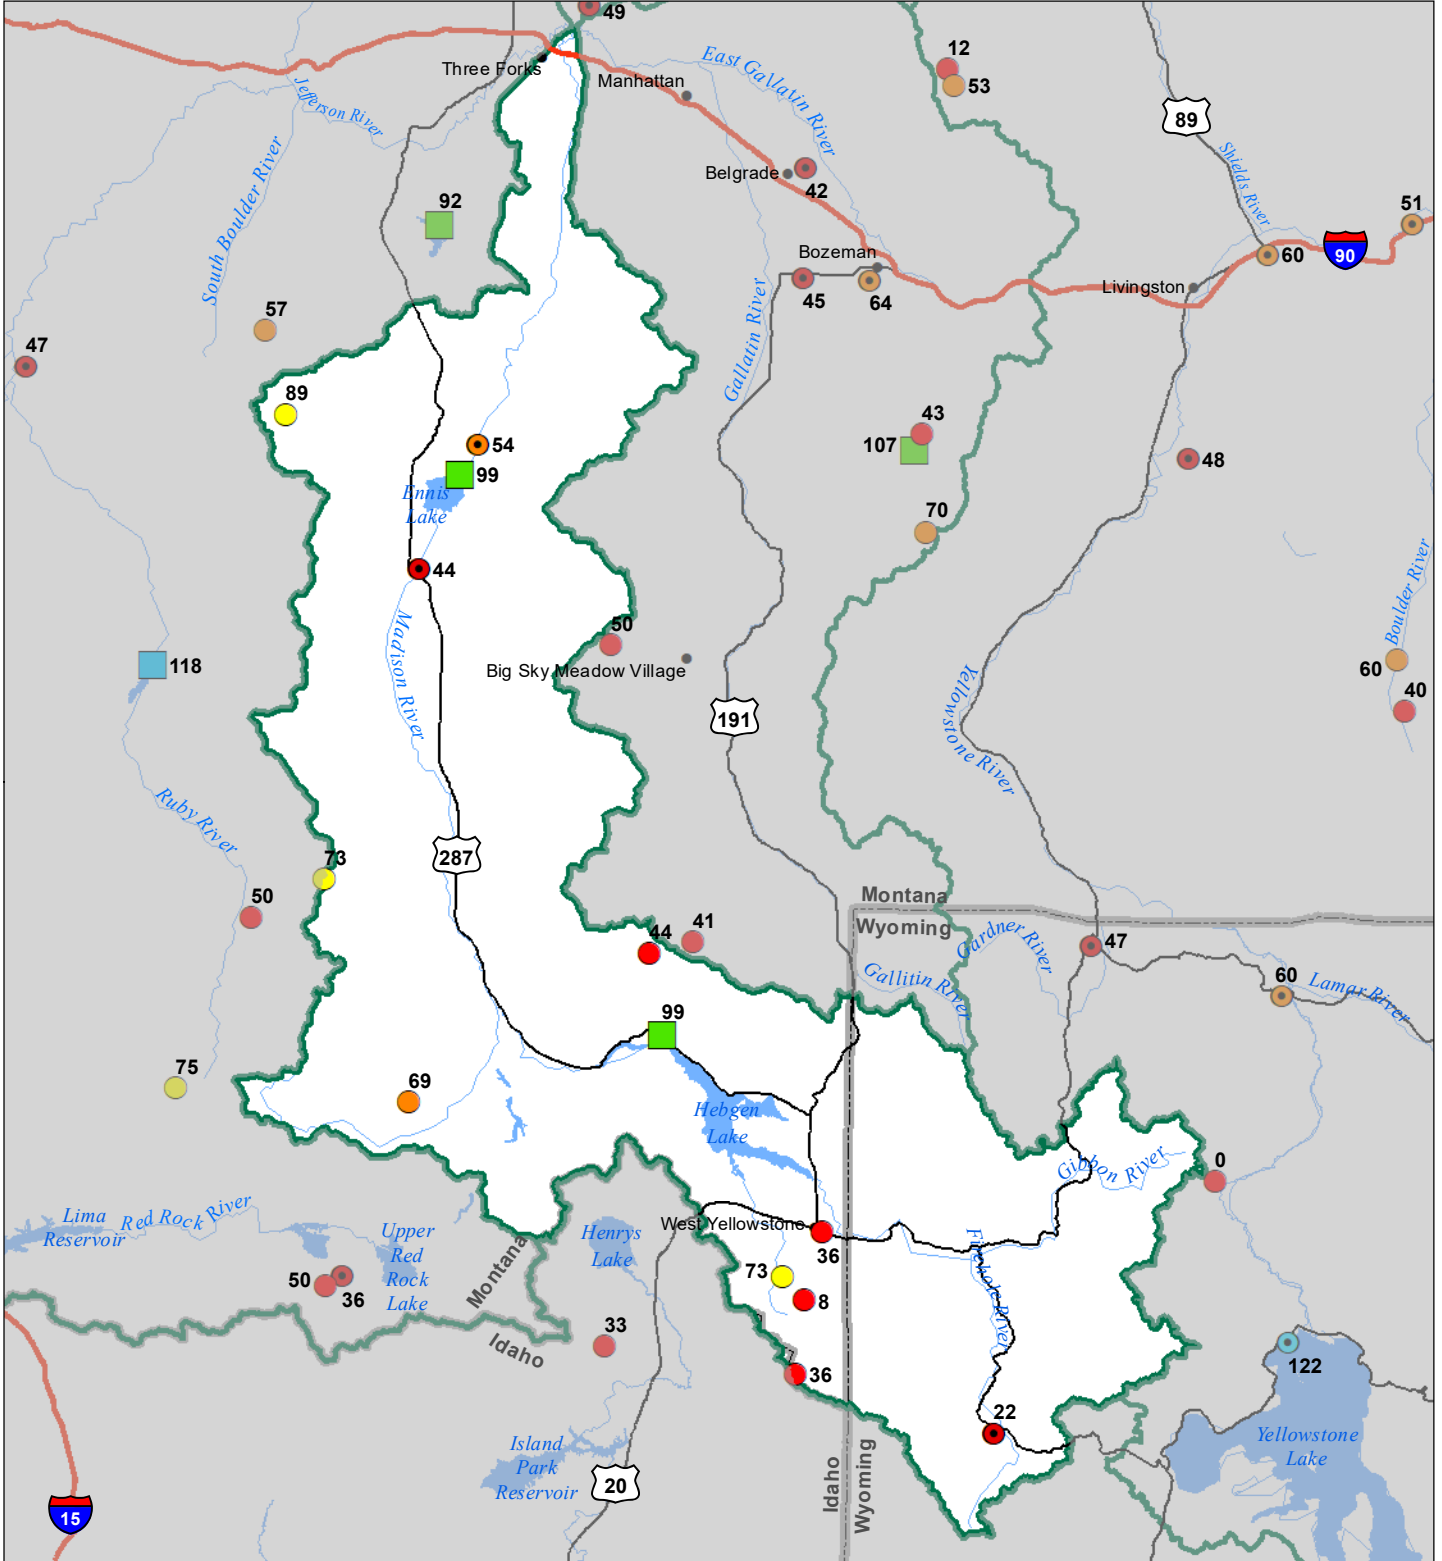 49
Three Forks
Manhattan
East Gallatin River
12
53
89
Jefferson River
South Boulder River
Shields River
Belgrade
42
92
51
Bozeman
60
90
45
64
Livingston
Gallatin River
57
47
89
43
107
54
99
48
Ennis
Lake
70
44
Boulder River
Madison River
50
Big Sky Meadow Village
118
60
40
191
Yellowstone River
Ruby River
287
73
50
Montana
Wyoming
44
41
Gardner River
47
Gallitin River
60
Lamar River
99
75
69
Hebgen
Lake
Gibbon River
0
Lima
Reservoir
Red Rock River
Upper
Red
Rock
Lake
Henrys
Lake
West Yellowstone
36
Firehole River
Montana
Idaho
50
36
73
8
33
36
122
22
Yellowstone
Lake
Island
Park
Reservoir
20
Idaho
Wyoming
15